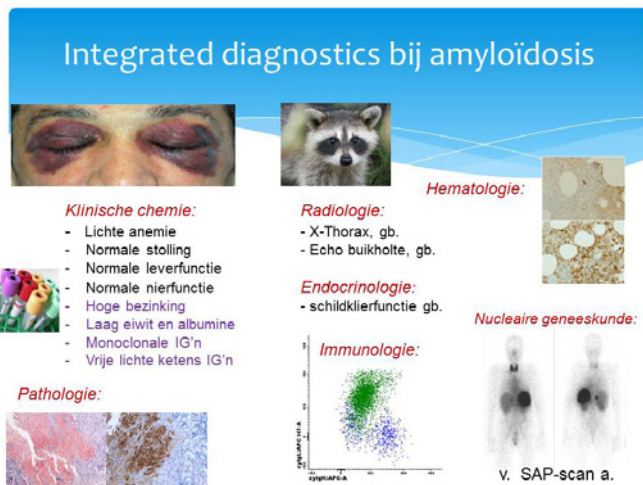 Integrated diagnostics bij amyloïdosis
Klinische chemie:
- Lichte anemie
- Normale stolling
- Normale leverfunctie
- Normale nierfunctie
- Hoge bezinking
- Laag eiwit en albumine
- Monoclonale IG'n
- Vrije lichte ketens IG'n
Pathologie:
Radiologie:
- X-Thorax, gb.
- Echo buikholte, gb.
Endocrinologie:
- schildklierfunctie gb.
Immunologie:
cyIgK/APC-A
Hematologie:
Nucleaire geneeskunde:
v. SAP-scan a.